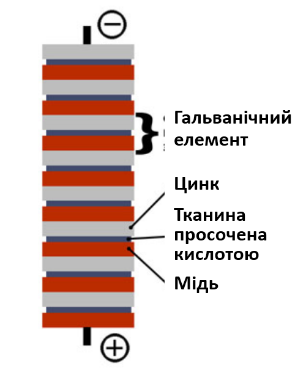 ⊖
Гальванічний
елемент
Цинк
Тканина
просочена
кислотою
Мідь
⊕